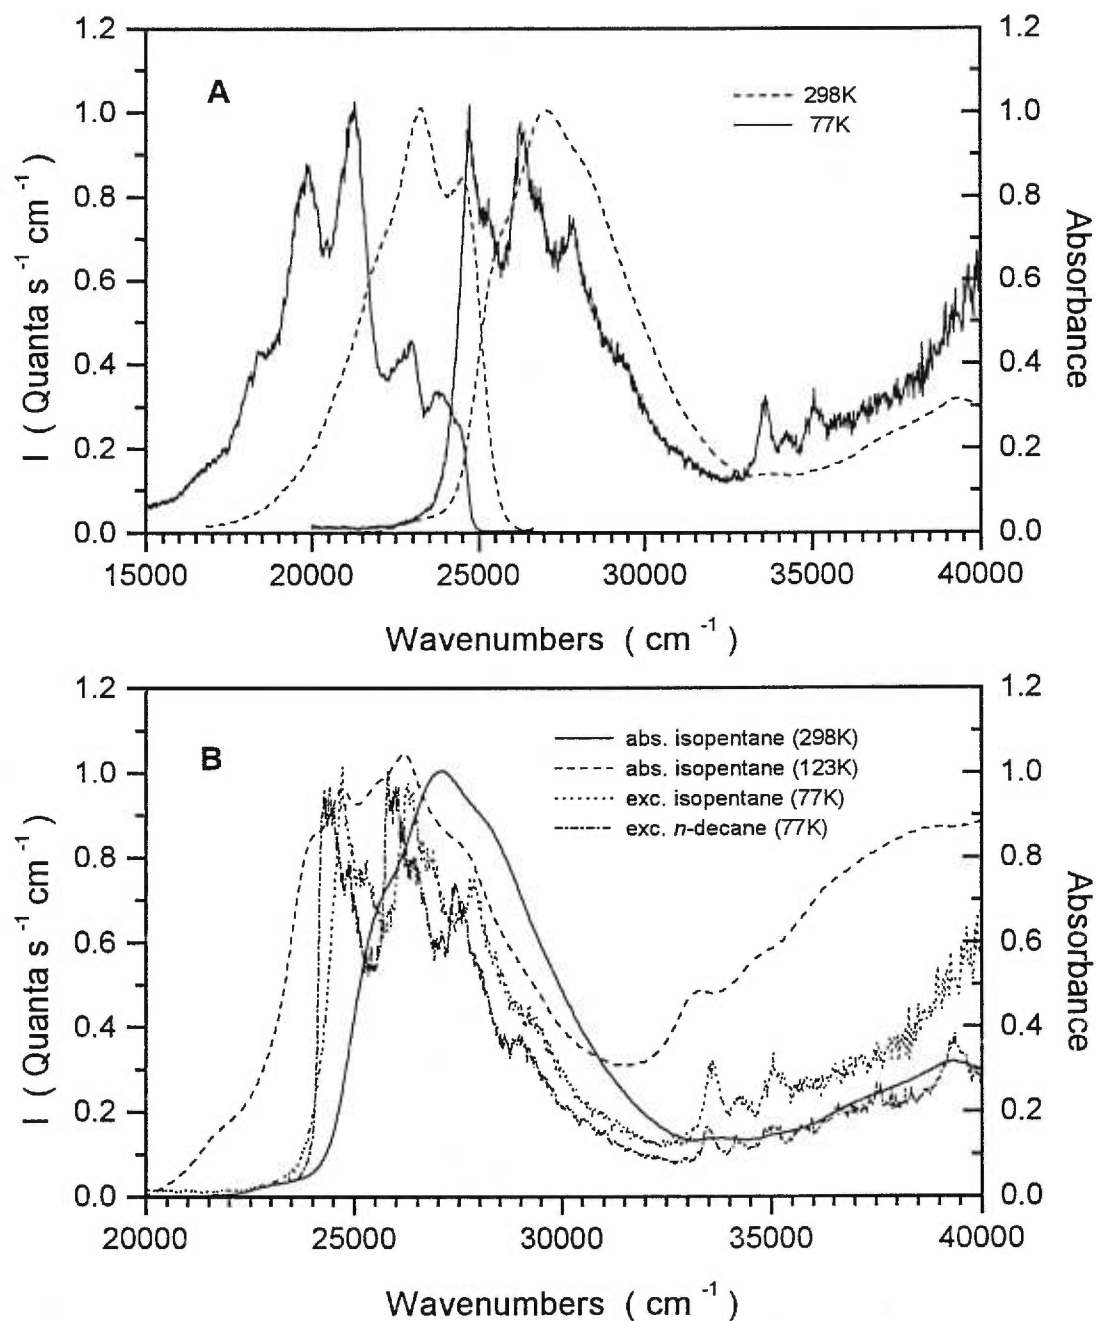 A
298K
77K
1.2
1.0
0.8
0.6
0.4
0.2
0.0
I ( Quanta s -1 cm -1 )
1.2
1.0
0.8
0.6
0.4
0.2
0.0
Absorbance
15000 20000 25000 30000 35000 40000
Wavenumbers ( cm -1 )
B
abs. isopentane (298K)
abs. isopentane (123K)
exc. isopentane (77K)
exc. n-decane (77K)
1.2
1.0
0.8
0.6
0.4
0.2
0.0
I ( Quanta s -1 cm -1 )
1.2
1.0
0.8
0.6
0.4
0.2
0.0
Absorbance
20000 25000 30000 35000 40000
Wavenumbers ( cm -1 )